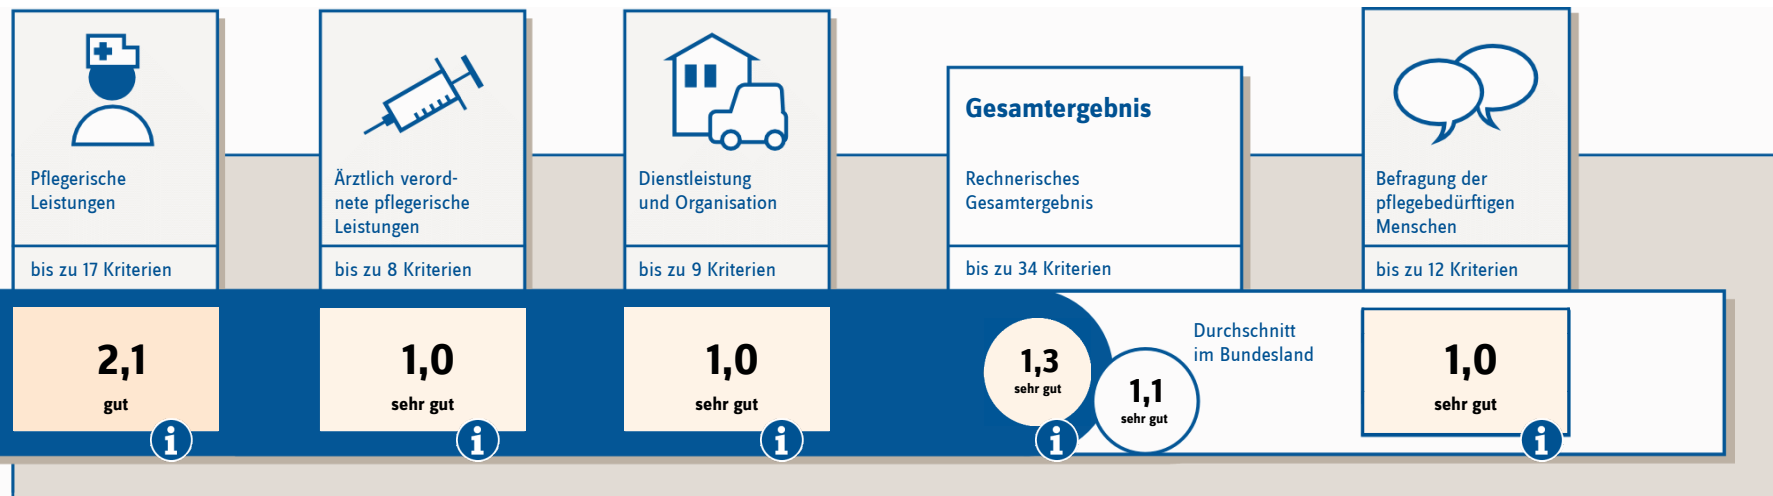 Pflegerische
Leistungen
bis zu 17 Kriterien
2,1
gut
Ärztlich verord-
nete pflegerische
Leistungen
bis zu 8 Kriterien
1,0
sehr gut
Dienstleistung
und Organisation
bis zu 9 Kriterien
1,0
sehr gut
Gesamtergebnis
Rechnerisches
Gesamtergebnis
bis zu 34 Kriterien
1,3
sehr gut
1,1
sehr gut
Durchschnitt
im Bundesland
Befragung der
pflegebedürftigen
Menschen
bis zu 12 Kriterien
1,0
sehr gut